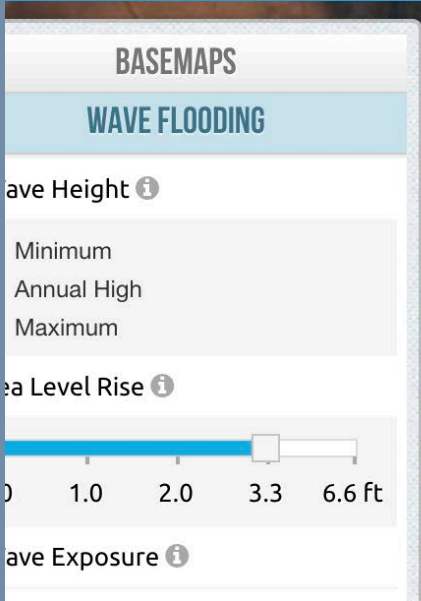 BASEMAPS
WAVE FLOODING
ave Height
Minimum
Annual High
Maximum
ea Level Rise
0 1.0 2.0 3.3 6.6 ft
ave Exposure